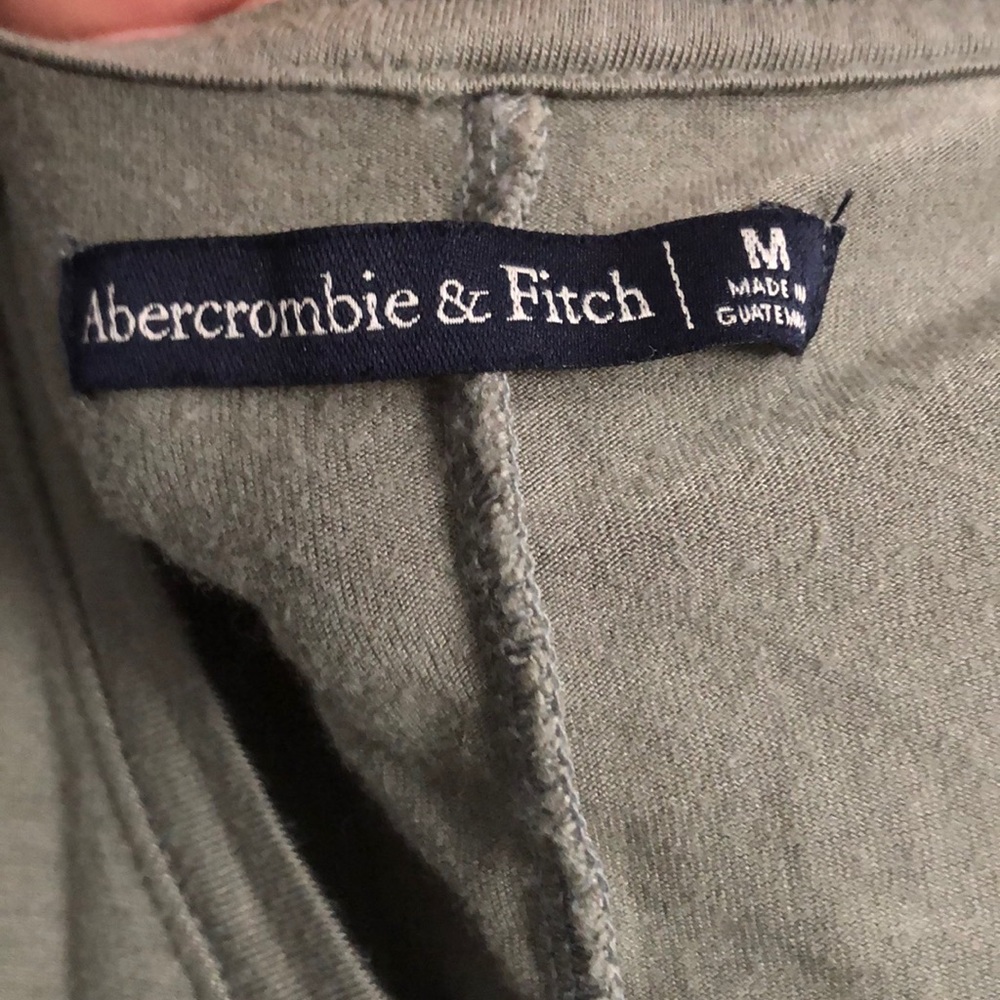 Abercrombie & Fitch
M
MADE IN
GUATEMALA